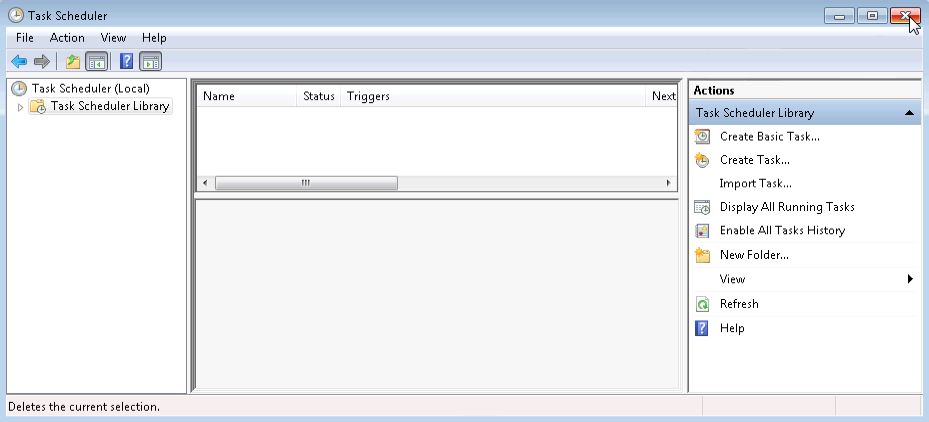 Task Scheduler
File Action View Help
Task Scheduler (Local)
Task Scheduler Library
Name Status Triggers Next
Actions
Task Scheduler Library
Create Basic Task...
Create Task...
Import Task...
Display All Running Tasks
Enable All Tasks History
New Folder...
View
Refresh
Help
Deletes the current selection.